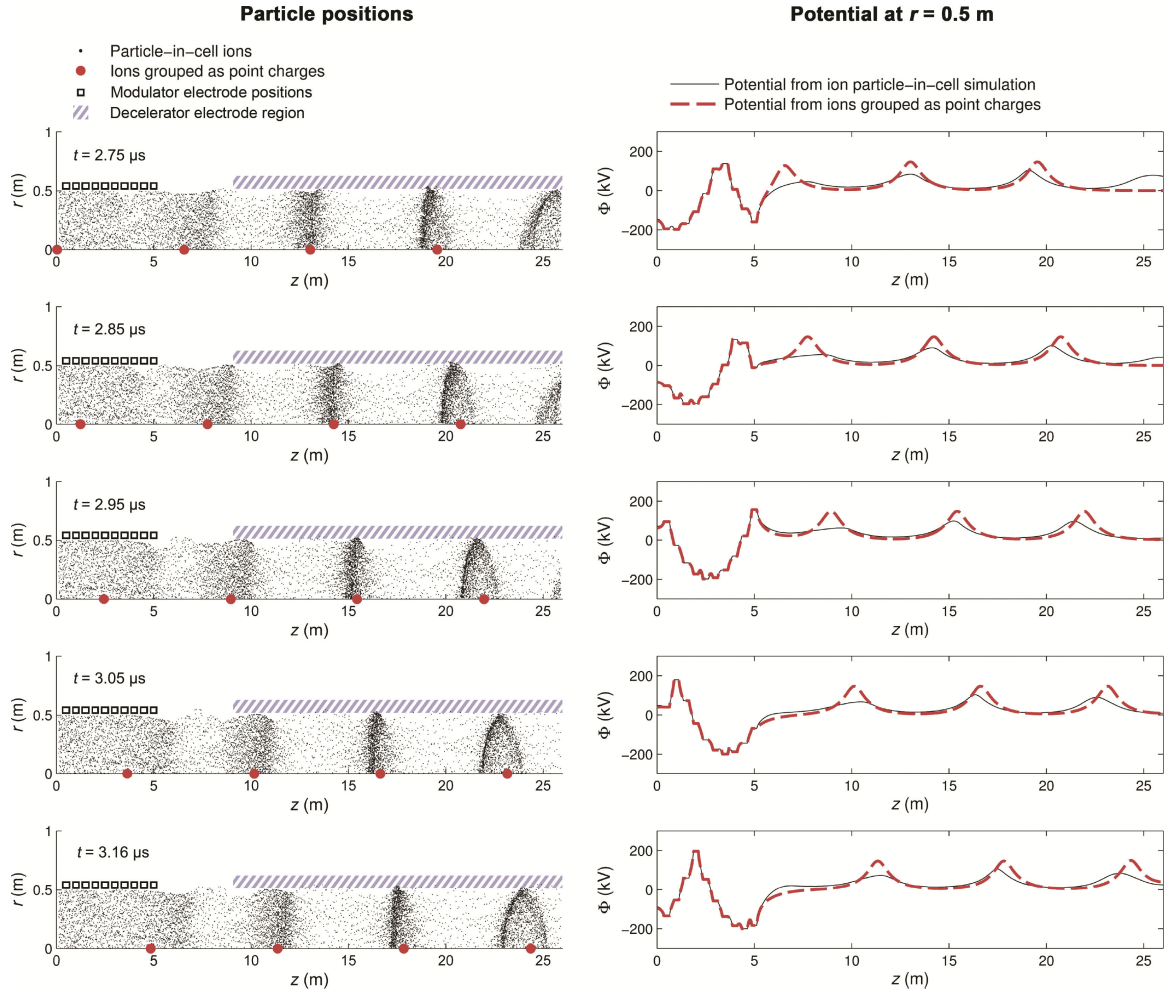 Particle positions
Particle−in−cell ions
Ions grouped as point charges
Modulator electrode positions
Decelerator electrode region
Potential at r = 0.5 m
Potential from ion particle−in−cell simulation
Potential from ions grouped as point charges
t = 2.75 μs
r (m)
1
0.5
0
0 5 10 15 20 25
z (m)
Φ (kV)
200
0
−200
0 5 10 15 20 25
z (m)
t = 2.85 μs
r (m)
1
0.5
0
0 5 10 15 20 25
z (m)
Φ (kV)
200
0
−200
0 5 10 15 20 25
z (m)
t = 2.95 μs
r (m)
1
0.5
0
0 5 10 15 20 25
z (m)
Φ (kV)
200
0
−200
0 5 10 15 20 25
z (m)
t = 3.05 μs
r (m)
1
0.5
0
0 5 10 15 20 25
z (m)
Φ (kV)
200
0
−200
0 5 10 15 20 25
z (m)
t = 3.16 μs
r (m)
1
0.5
0
0 5 10 15 20 25
z (m)
Φ (kV)
200
0
−200
0 5 10 15 20 25
z (m)